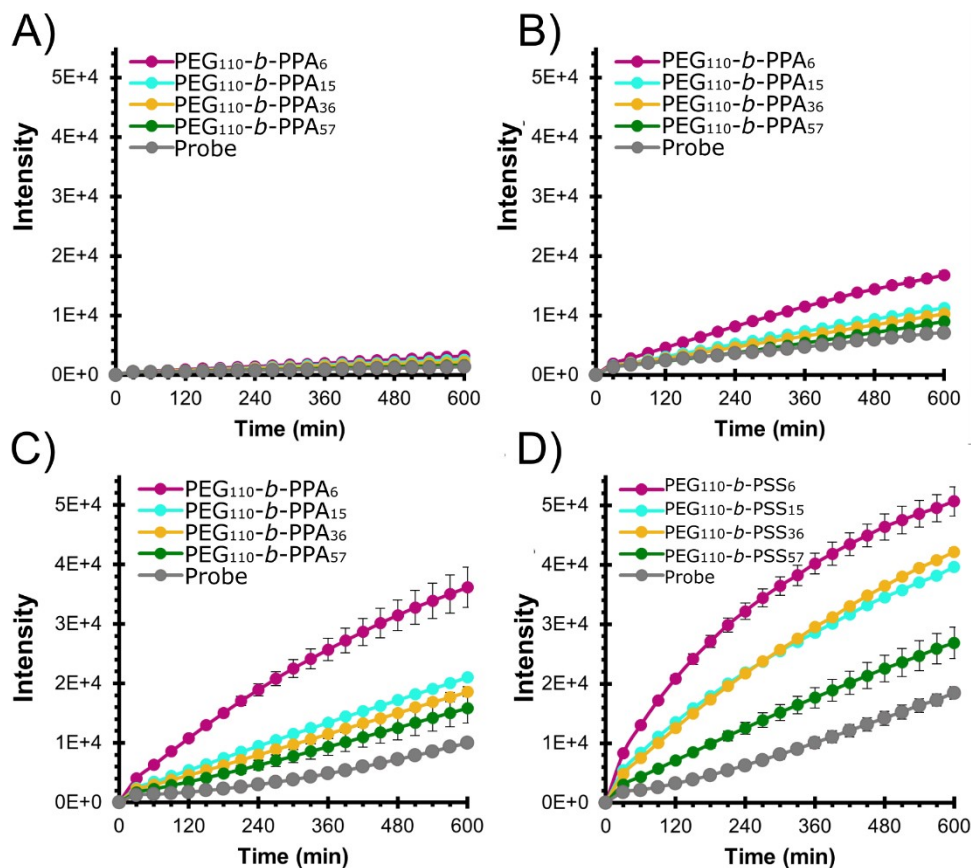 A)
PEG₁₁₀-b-PPA₆
PEG₁₁₀-b-PPA₁₅
PEG₁₁₀-b-PPA₃₆
PEG₁₁₀-b-PPA₅₇
Probe
5E+4
4E+4
3E+4
2E+4
1E+4
0E+0
Intensity
0 120 240 360 480 600
Time (min)
B)
PEG₁₁₀-b-PPA₆
PEG₁₁₀-b-PPA₁₅
PEG₁₁₀-b-PPA₃₆
PEG₁₁₀-b-PPA₅₇
Probe
5E+4
4E+4
3E+4
2E+4
1E+4
0E+0
Intensity
0 120 240 360 480 600
Time (min)
C)
PEG₁₁₀-b-PPA₆
PEG₁₁₀-b-PPA₁₅
PEG₁₁₀-b-PPA₃₆
PEG₁₁₀-b-PPA₅₇
Probe
5E+4
4E+4
3E+4
2E+4
1E+4
0E+0
Intensity
0 120 240 360 480 600
Time (min)
D)
PEG₁₁₀-b-PSS₆
PEG₁₁₀-b-PSS₁₅
PEG₁₁₀-b-PSS₃₆
PEG₁₁₀-b-PSS₅₇
Probe
5E+4
4E+4
3E+4
2E+4
1E+4
0E+0
Intensity
0 120 240 360 480 600
Time (min)